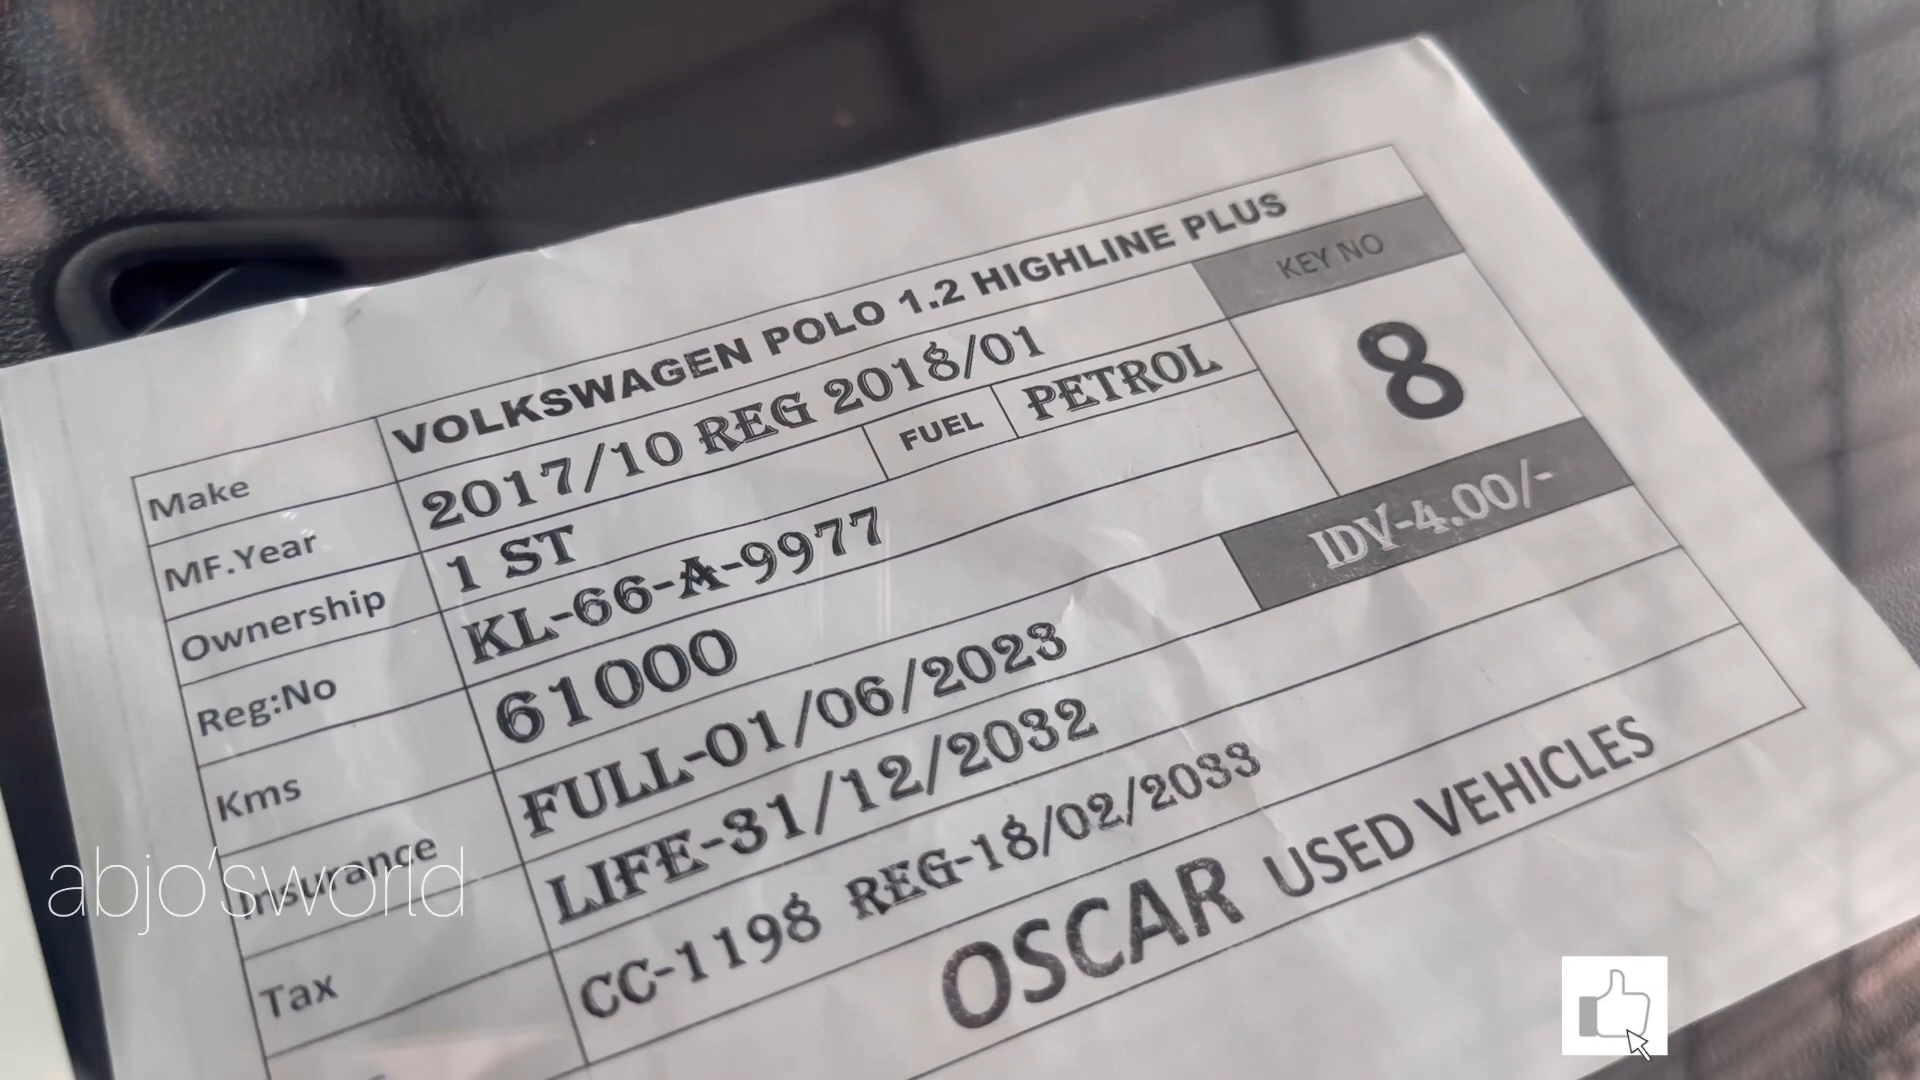 Make VOLKSWAGEN POLO 1.2 HIGHLINE PLUS
MF.Year 2017/10 REG 2018/01 KEY NO
Ownership 1 ST FUEL PETROL 8
Reg:No KL-66-A-9977
Kms 61000 IDV-4.00/-
Insurance FULL-01/06/2023
Tax LIFE-31/12/2032
CC-1198 REG-18/02/2033
OSCAR USED VEHICLES
abjo'sworld